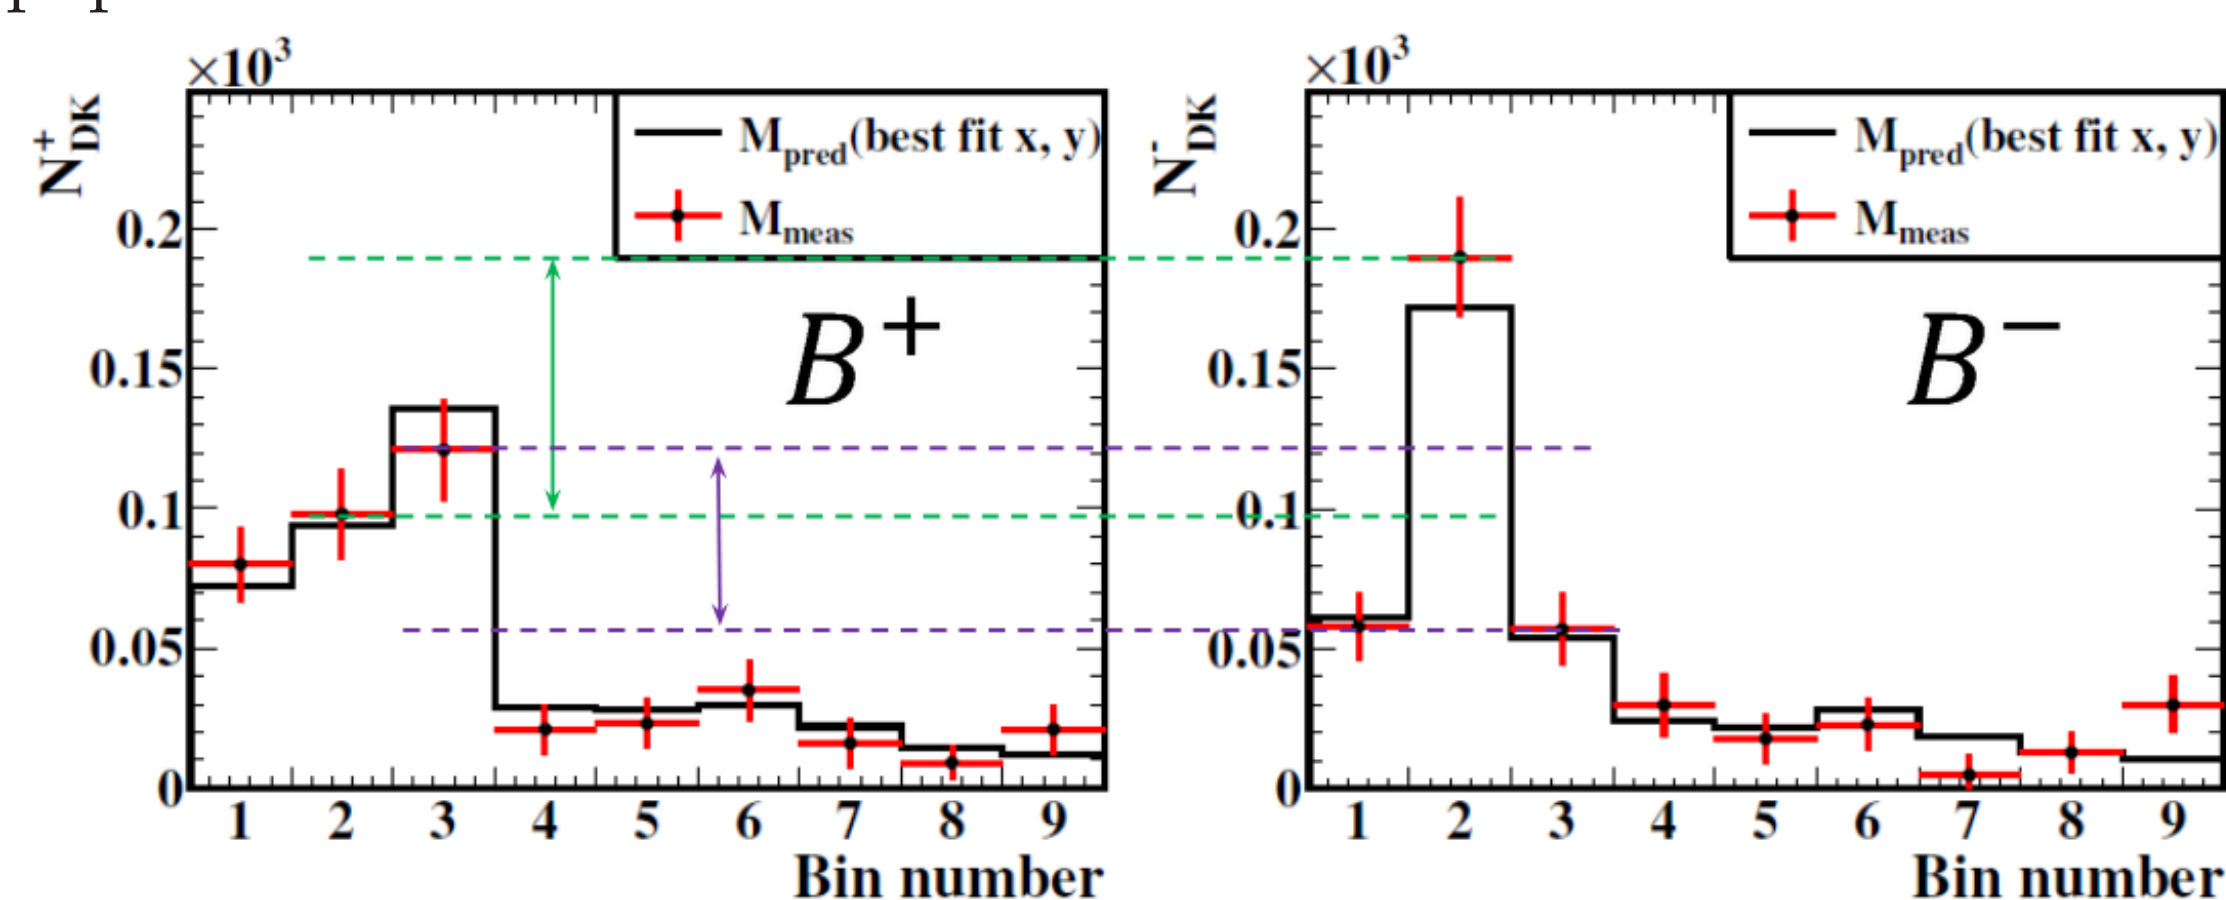 ×10³
N⁺DK
M_pred(best fit x, y)
M_meas
0.2
0.15
0.1
0.05
0
B⁺
1 2 3 4 5 6 7 8 9
Bin number
×10³
N⁻DK
M_pred(best fit x, y)
M_meas
0.2
0.15
0.1
0.05
0
B⁻
1 2 3 4 5 6 7 8 9
Bin number